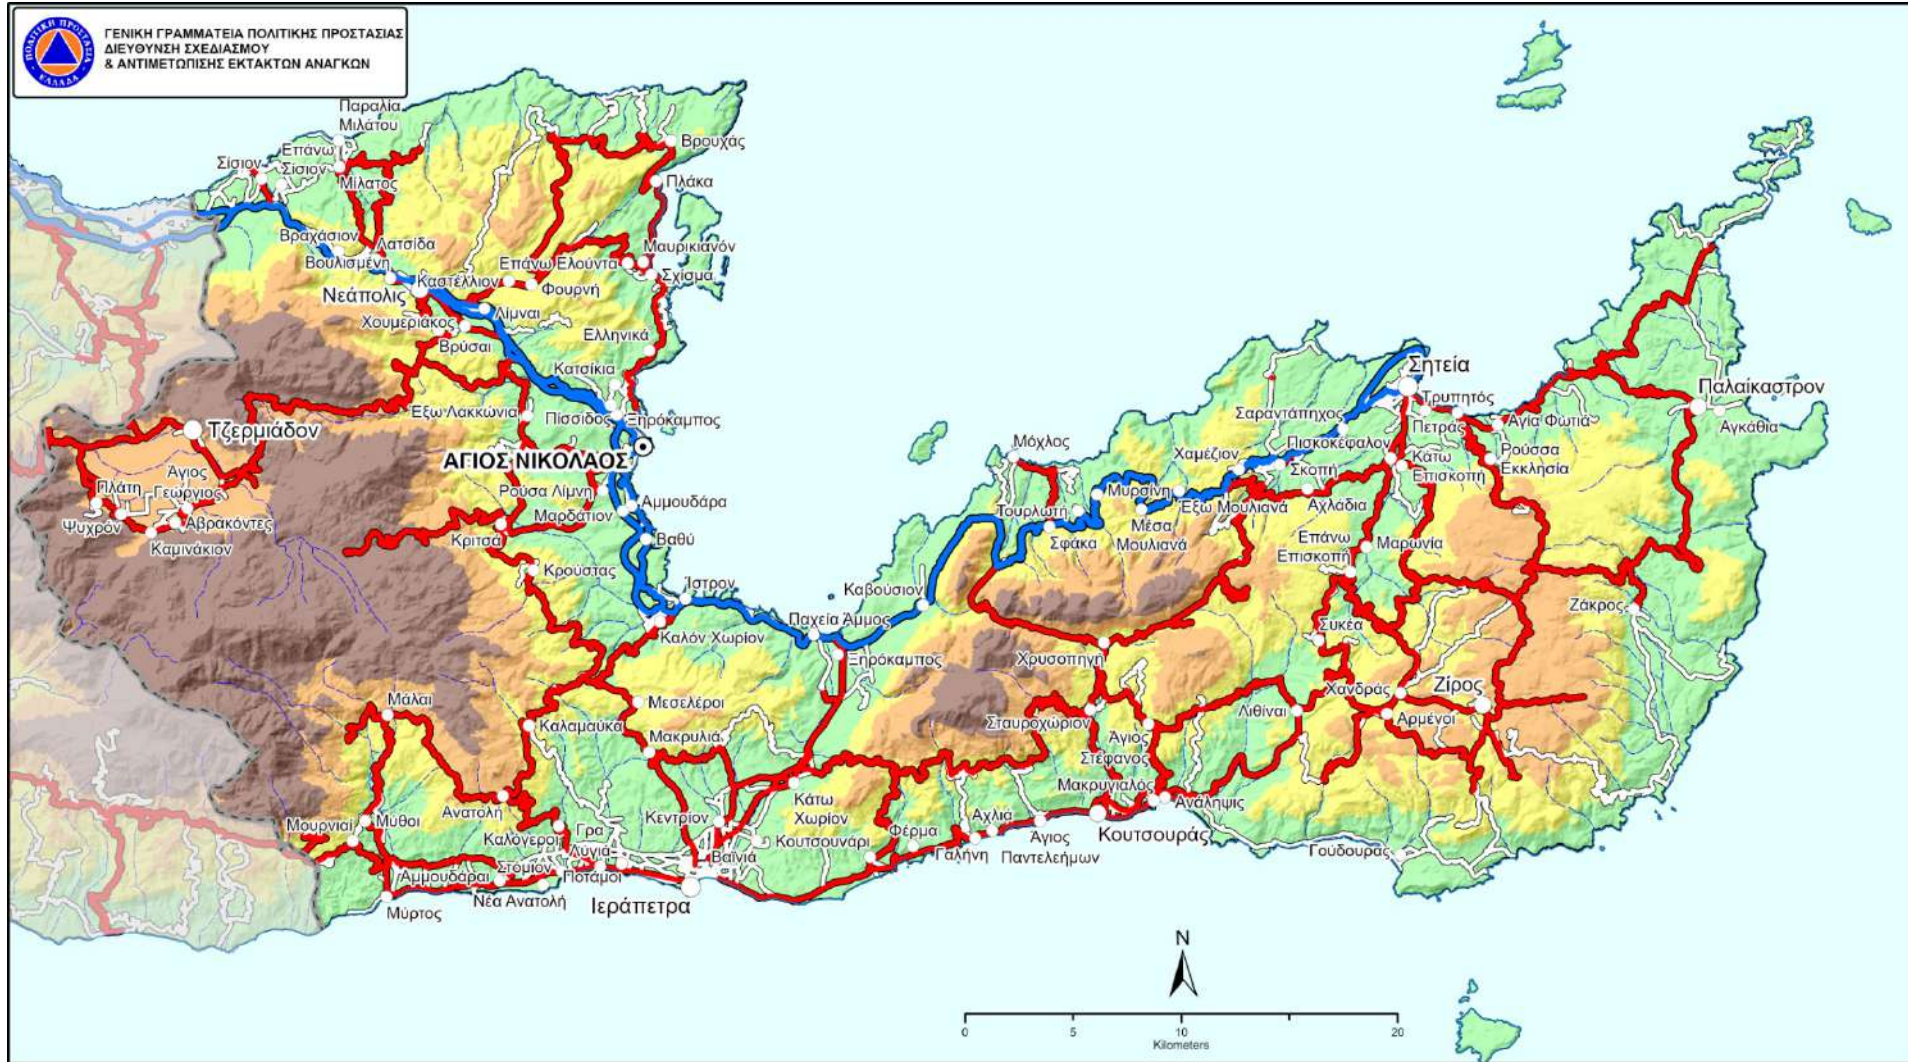 ΓΕΝΙΚΗ ΓΡΑΜΜΑΤΕΙΑ ΠΟΛΙΤΙΚΗΣ ΠΡΟΣΤΑΣΙΑΣ
ΔΙΕΥΘΥΝΣΗ ΣΧΕΔΙΑΣΜΟΥ
& ΑΝΤΙΜΕΤΩΠΙΣΗΣ ΕΚΤΑΚΤΩΝ ΑΝΑΓΚΩΝ
ΠΟΛΙΤΙΚΗ ΠΡΟΣΤΑΣΙΑ
ΕΛΛΑΔΑ
Παραλία
Μιλάτου
Επάνω
Σίσιον
Σίσιον
Μίλατος
Βρουχάς
Πλάκα
Βραχάσιον
Λατσίδα
Βουλισμένη
Μαυρικιανόν
Επάνω Ελούντα
Σχίσμα
Καστέλλιον
Φουρνή
Νεάπολις
Λίμναι
Χουμεριάκος
Βρύσαι
Ελληνικά
Κατσίκια
Έξω Λακκώνια
Πίσσιδος
Ξηρόκαμπος
Τζερμιάδον
ΑΓΙΟΣ ΝΙΚΟΛΑΟΣ
Άγιος
Γεώργιος
Πλάτη
Ψυχρόν
Αβρακόντες
Καμινάκιον
Ρούσα Λίμνη
Αμμουδάρα
Μαρδάτιον
Κριτσά
Βαθύ
Κρούστας
Ίστρον
Καλόν Χωρίον
Παχεία Άμμος
Ξηρόκαμπος
Καβούσιον
Μόχλος
Τουρλωτή
Σφάκα
Μυρσίνη
Μέσα
Μουλιανά
Έξω Μουλιανά
Χαμέζιον
Σκοπή
Αχλάδια
Σαραντάπηχος
Πισκοκέφαλον
Σητεία
Τρυπητός
Πετράς
Αγία Φωτιά
Κάτω
Επισκοπή
Ρούσσα
Εκκλησία
Παλαίκαστρον
Αγκάθια
Επάνω
Επισκοπή
Μαρωνία
Ζάκρος
Συκέα
Χρυσοπηγή
Χανδράς
Ζίρος
Αρμένοι
Λιθίναι
Σταυροχώριον
Άγιος
Στέφανος
Μακρυγιαλός
Ανάληψις
Κουτσουράς
Γούδουρας
Μάλαι
Καλαμαύκα
Μεσελέροι
Μακρυλιά
Ανατολή
Μουρνιαί
Μύθοι
Καλόγεροι
Γρα
Λύγιά
Κεντρίον
Κάτω
Χωρίον
Βαϊνιά
Κουτσουνάρι
Φέρμα
Γαλήνη
Αχλιά
Άγιος
Παντελεήμων
Αμμουδάραι
Στόμιον
Ποτάμοι
Νέα Ανατολή
Μύρτος
Ιεράπετρα
N
0 5 10 20
Kilometers